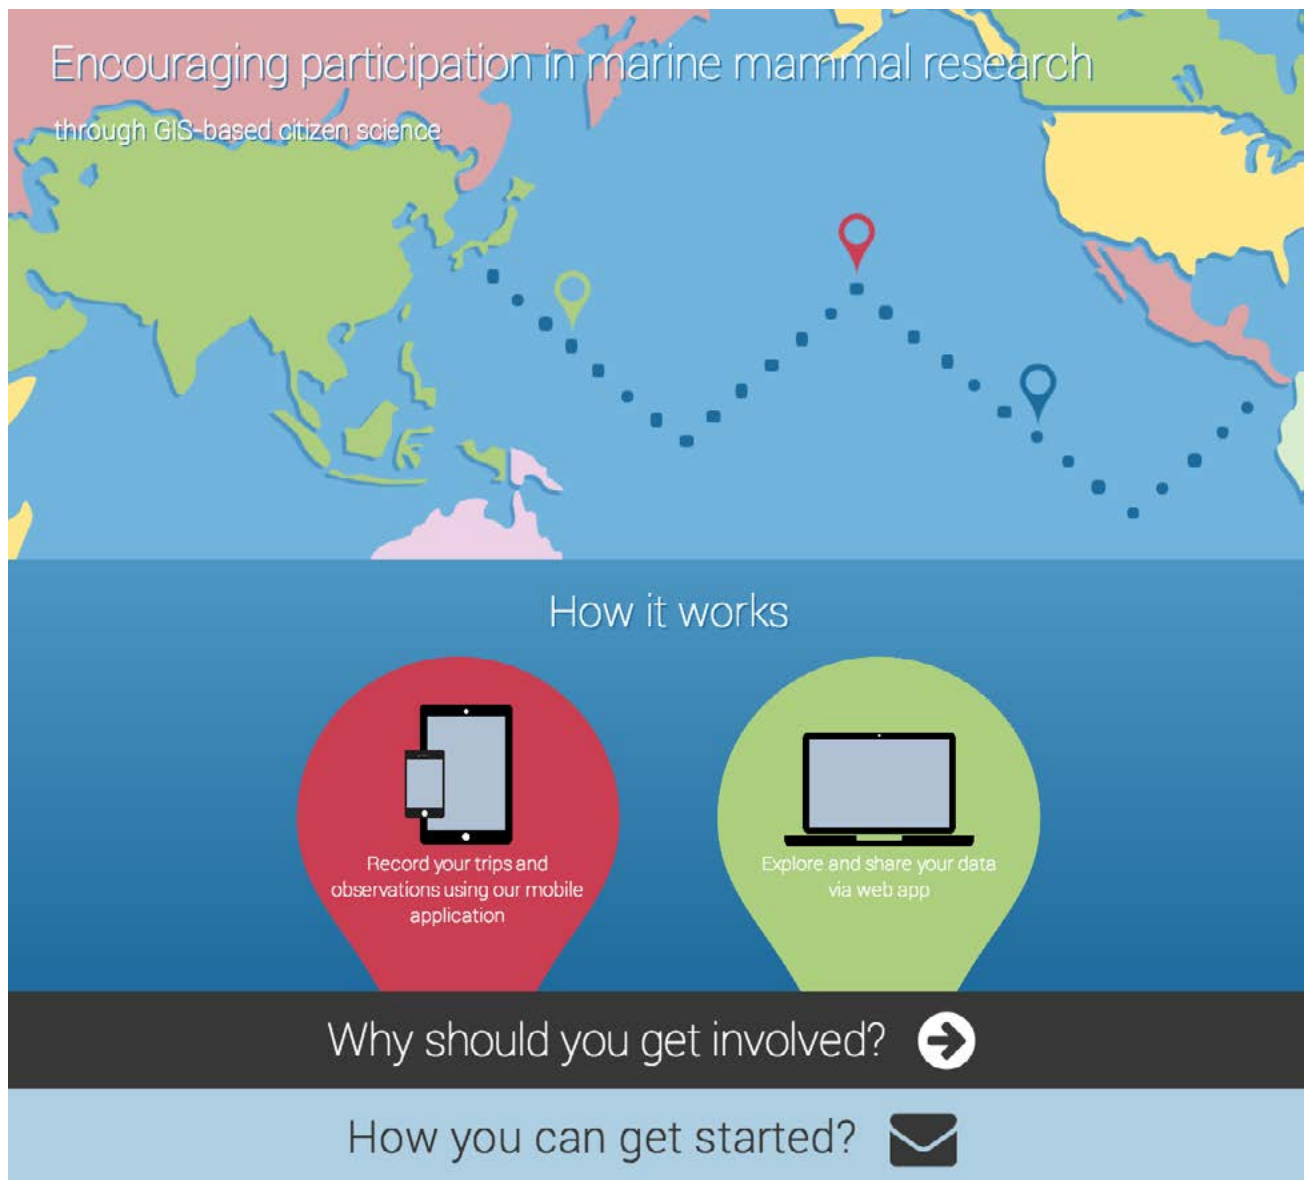 Encouraging participation in marine mammal research
through GIS-based citizen science
How it works
Record your trips and
observations using our mobile
application
Explore and share your data
via web app
Why should you get involved?
How you can get started?